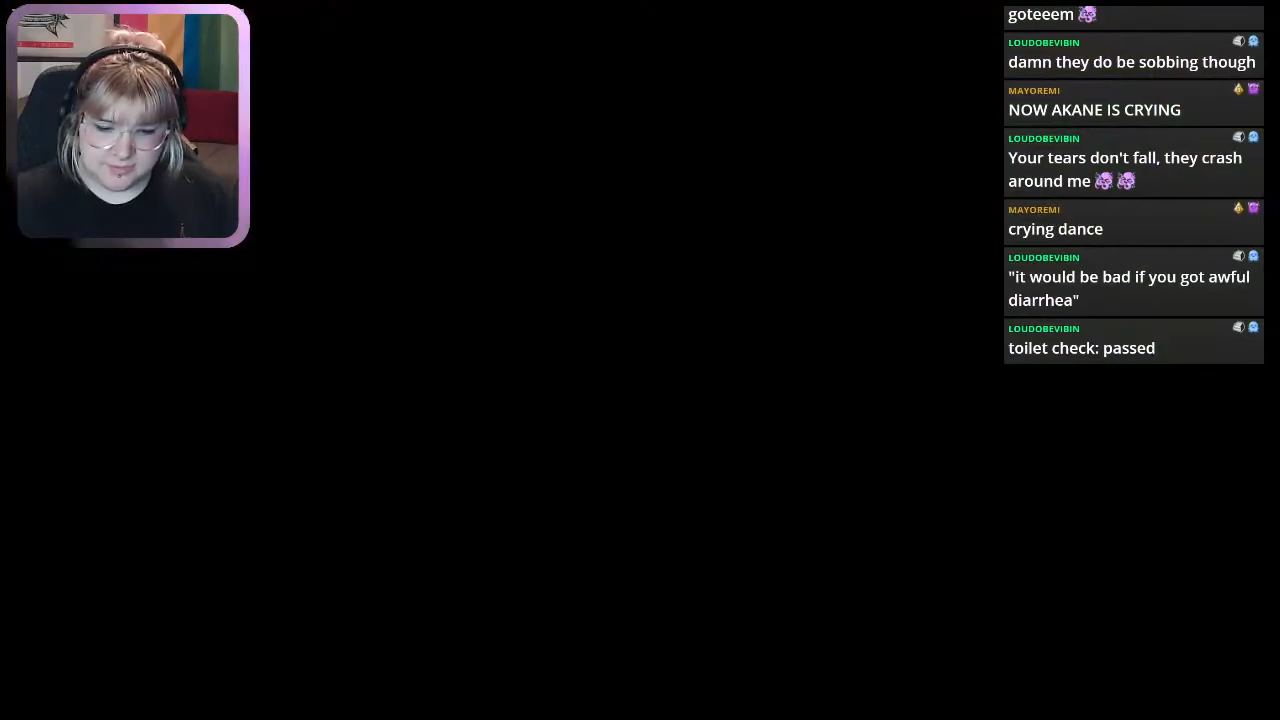 goteeem
LOUDOBEVIBIN
damn they do be sobbing though
MAYOREMI
NOW AKANE IS CRYING
LOUDOBEVIBIN
Your tears don't fall, they crash
around me
MAYOREMI
crying dance
LOUDOBEVIBIN
"it would be bad if you got awful
diarrhea"
LOUDOBEVIBIN
toilet check: passed